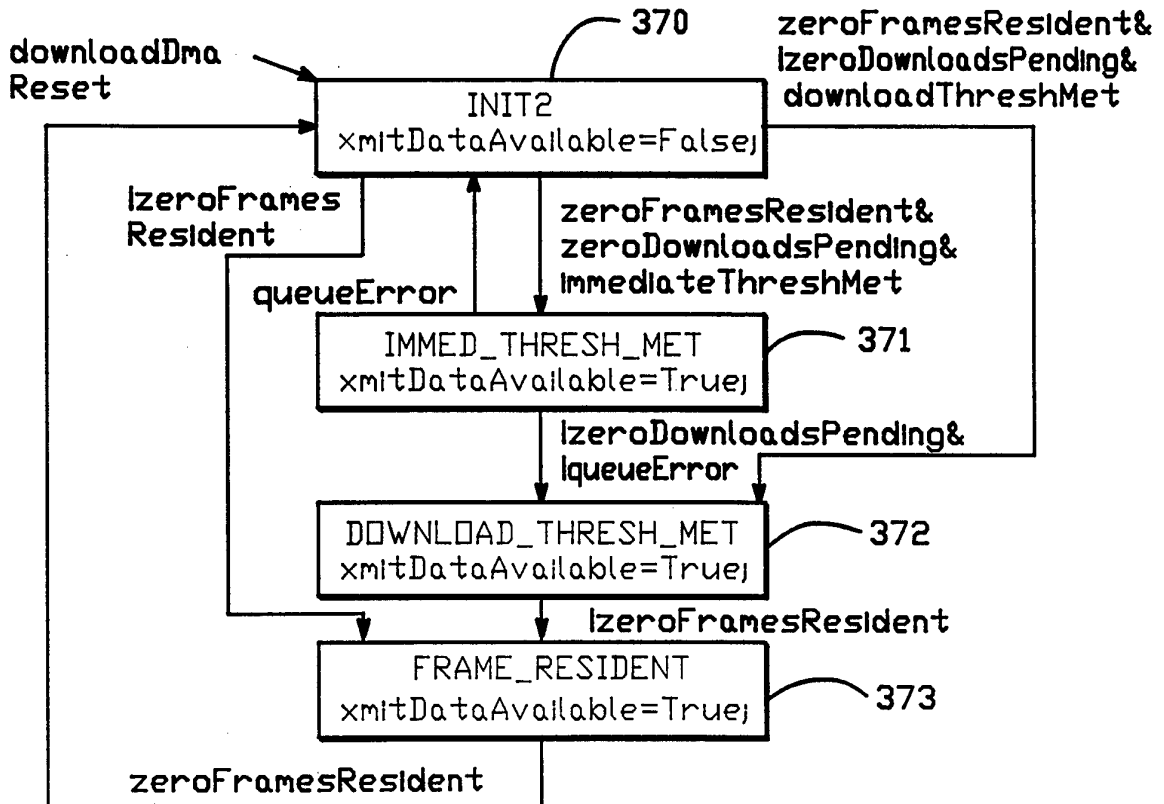 370
zeroFramesResident&
!zeroDownloadsPending&
downloadThreshMet
downloadDma
Reset
INIT2
xmitDataAvailable=False;
!zeroFrames
Resident
zeroFramesResident&
zeroDownloadsPending&
immediateThreshMet
queueError
IMMED_THRESH_MET
xmitDataAvailable=True;
371
!zeroDownloadsPending&
!queueError
DOWNLOAD_THRESH_MET
xmitDataAvailable=True;
372
!zeroFramesResident
FRAME_RESIDENT
xmitDataAvailable=True;
373
zeroFramesResident